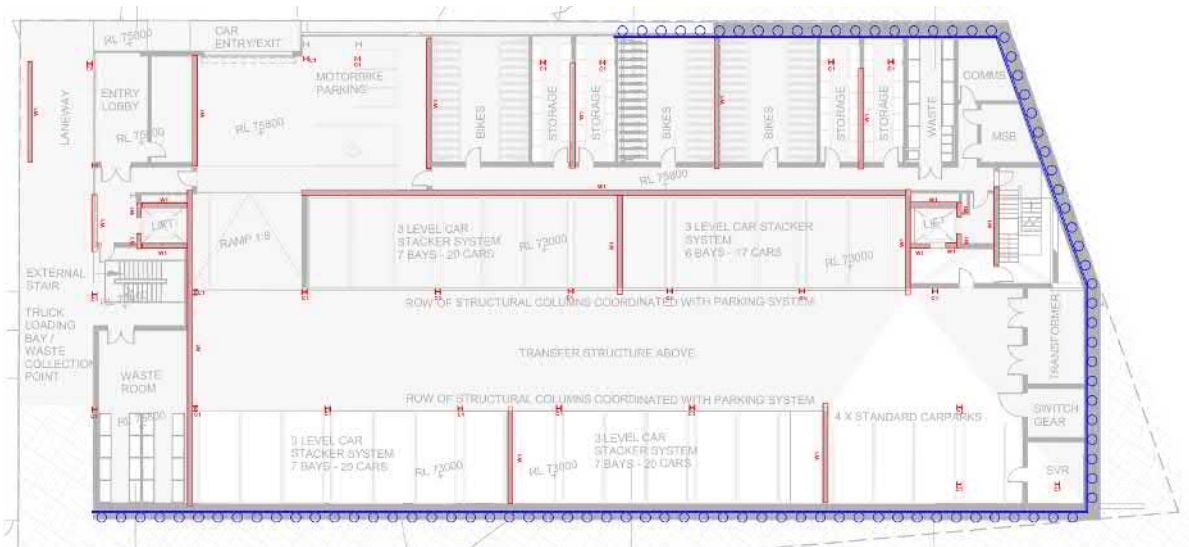 RL 75800
CAR
ENTRY/EXIT
C1
MOTORBIKE
PARKING
LANEWAY
W1
ENTRY
LOBBY
RL 75800
RL 75800
BIKES
STORAGE
STORAGE
BIKES
BIKES
STORAGE
STORAGE
WASTE
COMMS
MSB
RL 75800
W1
LIFT
RAMP 1:8
3 LEVEL CAR
STACKER SYSTEM
7 BAYS - 20 CARS
RL 73000
3 LEVEL CAR STACKER
SYSTEM
6 BAYS - 17 CARS
RL 73000
LIFT
EXTERNAL
STAIR
TRUCK
LOADING
BAY /
WASTE
COLLECTION
POINT
ROW OF STRUCTURAL COLUMNS COORDINATED WITH PARKING SYSTEM
TRANSFER STRUCTURE ABOVE
TRANSFORMER
WASTE
ROOM
RL 75800
ROW OF STRUCTURAL COLUMNS COORDINATED WITH PARKING SYSTEM
4 X STANDARD CARPARKS
SWITCH
GEAR
3 LEVEL CAR
STACKER SYSTEM
7 BAYS - 20 CARS
RL 73000
3 LEVEL CAR
STACKER SYSTEM
7 BAYS - 20 CARS
RL 73000
SVR